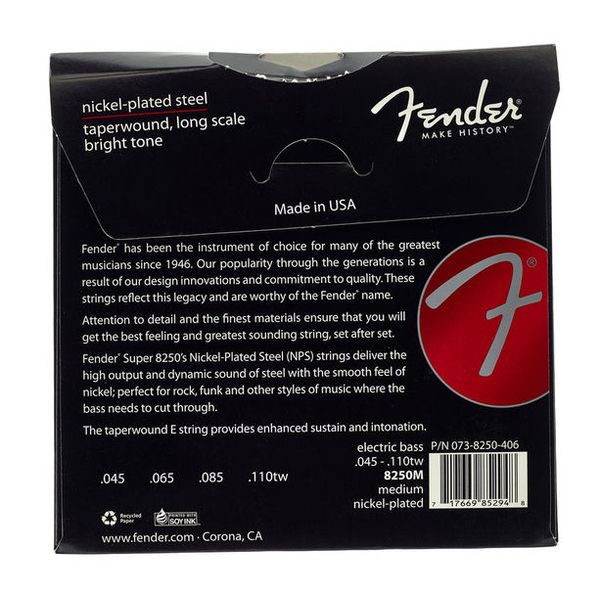 nickel-plated steel
taperwound, long scale
bright tone
Fender®
MAKE HISTORY™
Made in USA
Fender® has been the instrument of choice for many of the greatest
musicians since 1946. Our popularity through the generations is a
result of our design innovations and commitment to quality. These
strings reflect this legacy and are worthy of the Fender® name.
Attention to detail and the finest materials ensure that you will
get the best feeling and greatest sounding string, set after set.
Fender® Super 8250's Nickel-Plated Steel (NPS) strings deliver the
high output and dynamic sound of steel with the smooth feel of
nickel; perfect for rock, funk and other styles of music where the
bass needs to cut through.
The taperwound E string provides enhanced sustain and intonation.
F®
electric bass P/N 073-8250-406
.045 - .110tw
8250M
medium
nickel-plated
7 17669 85294 8
.045 .065 .085 .110tw
Recycled
Paper
PRINTED WITH
SOY INK
www.fender.com · Corona, CA